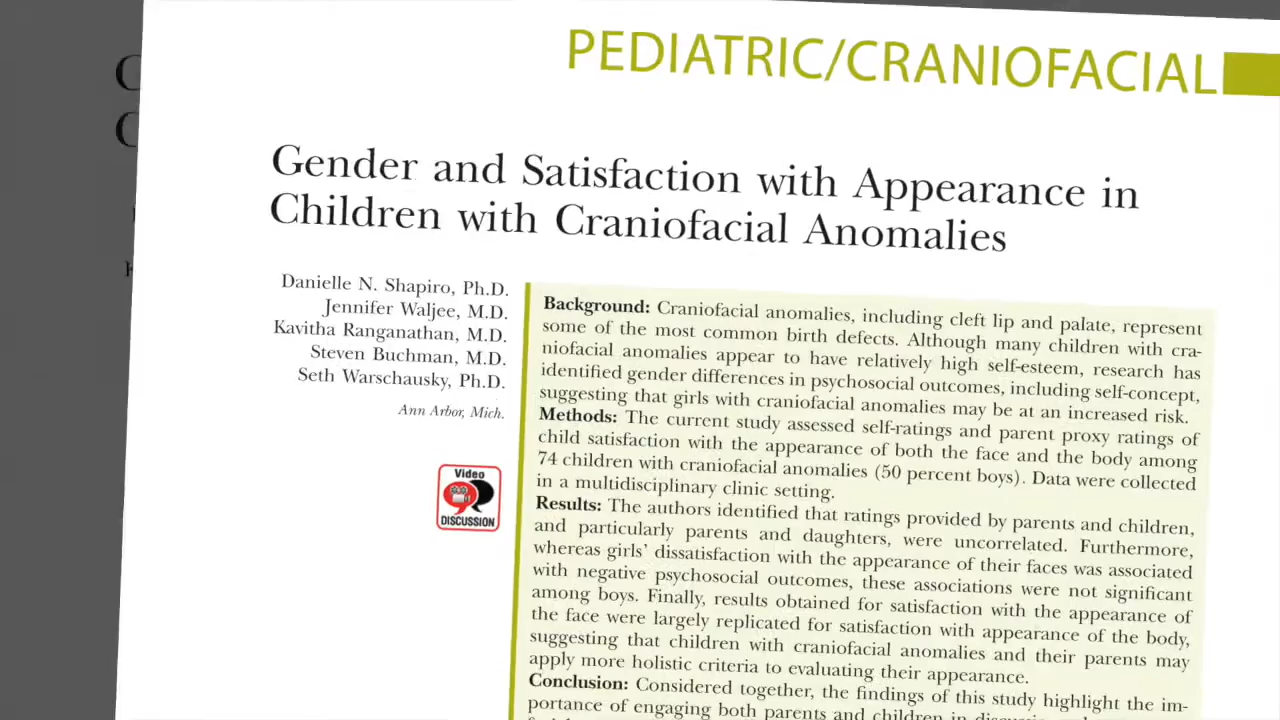 PEDIATRIC/CRANIOFACIAL
Gender and Satisfaction with Appearance in
Children with Craniofacial Anomalies
Danielle N. Shapiro, Ph.D.
Jennifer Waljee, M.D.
Kavitha Ranganathan, M.D.
Steven Buchman, M.D.
Seth Warschausky, Ph.D.
Ann Arbor, Mich.
Video
DISCUSSION
Background: Craniofacial anomalies, including cleft lip and palate, represent
some of the most common birth defects. Although many children with cra-
niofacial anomalies appear to have relatively high self-esteem, research has
identified gender differences in psychosocial outcomes, including self-concept,
suggesting that girls with craniofacial anomalies may be at an increased risk.
Methods: The current study assessed self-ratings and parent proxy ratings of
child satisfaction with the appearance of both the face and the body among
74 children with craniofacial anomalies (50 percent boys). Data were collected
in a multidisciplinary clinic setting.
Results: The authors identified that ratings provided by parents and children,
and particularly parents and daughters, were uncorrelated. Furthermore,
whereas girls' dissatisfaction with the appearance of their faces was associated
with negative psychosocial outcomes, these associations were not significant
among boys. Finally, results obtained for satisfaction with the appearance of
the face were largely replicated for satisfaction with appearance of the body,
suggesting that children with craniofacial anomalies and their parents may
apply more holistic criteria to evaluating their appearance.
Conclusion: Considered together, the findings of this study highlight the im-
portance of engaging both parents and children in